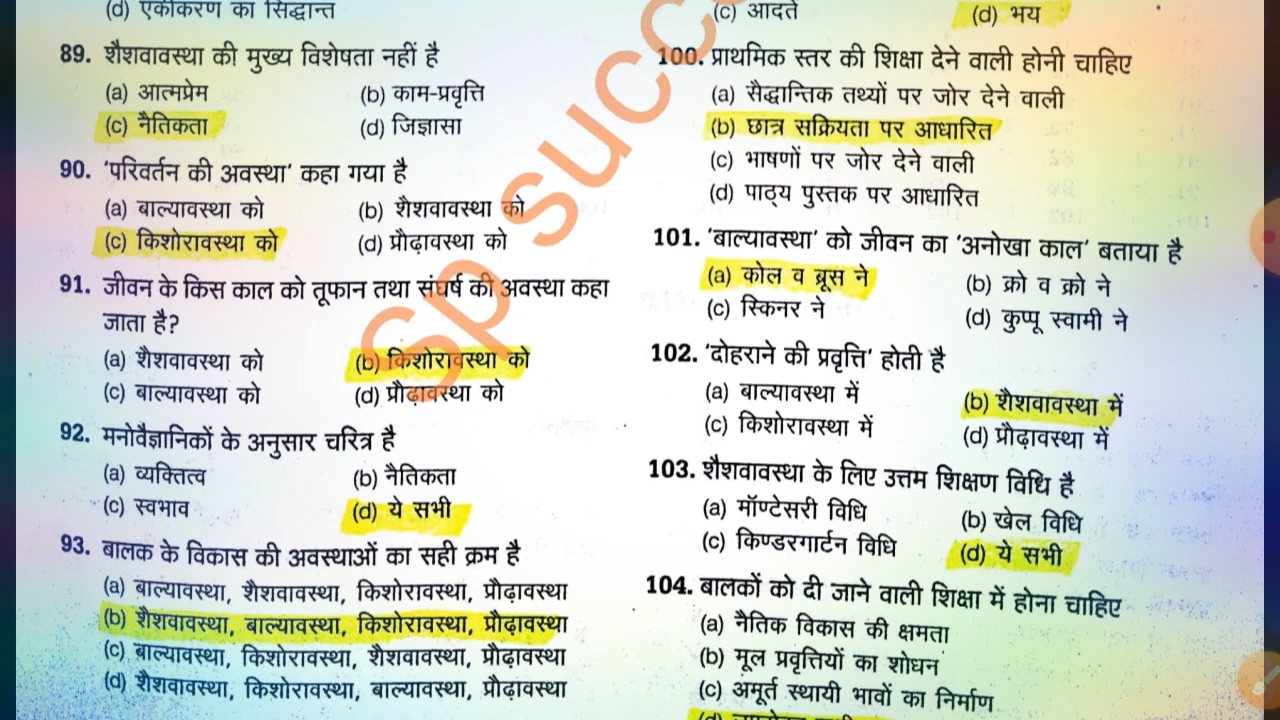 (d) एकीकरण का सिद्धान्त
89. शैशवावस्था की मुख्य विशेषता नहीं है
(a) आत्मप्रेम (b) काम-प्रवृत्ति
(c) नैतिकता (d) जिज्ञासा
90. 'परिवर्तन की अवस्था' कहा गया है
(a) बाल्यावस्था को (b) शैशवावस्था को
(c) किशोरावस्था को (d) प्रौढ़ावस्था को
91. जीवन के किस काल को तूफान तथा संघर्ष की अवस्था कहा
जाता है?
(a) शैशवावस्था को (b) किशोरावस्था को
(c) बाल्यावस्था को (d) प्रौढ़ावस्था को
92. मनोवैज्ञानिकों के अनुसार चरित्र है
(a) व्यक्तित्व (b) नैतिकता
(c) स्वभाव (d) ये सभी
93. बालक के विकास की अवस्थाओं का सही क्रम है
(a) बाल्यावस्था, शैशवावस्था, किशोरावस्था, प्रौढ़ावस्था
(b) शैशवावस्था, बाल्यावस्था, किशोरावस्था, प्रौढ़ावस्था
(c) बाल्यावस्था, किशोरावस्था, शैशवावस्था, प्रौढ़ावस्था
(d) शैशवावस्था, किशोरावस्था, बाल्यावस्था, प्रौढ़ावस्था
(c) आदतें (d) भय
100. प्राथमिक स्तर की शिक्षा देने वाली होनी चाहिए
(a) सैद्धान्तिक तथ्यों पर जोर देने वाली
(b) छात्र सक्रियता पर आधारित
(c) भाषणों पर जोर देने वाली
(d) पाठ्य पुस्तक पर आधारित
101. 'बाल्यावस्था' को जीवन का 'अनोखा काल' बताया है
(a) कोल व ब्रूस ने (b) क्रो व क्रो ने
(c) स्किनर ने (d) कुप्पू स्वामी ने
102. 'दोहराने की प्रवृत्ति' होती है
(a) बाल्यावस्था में (b) शैशवावस्था में
(c) किशोरावस्था में (d) प्रौढ़ावस्था में
103. शैशवावस्था के लिए उत्तम शिक्षण विधि है
(a) मॉण्टेसरी विधि (b) खेल विधि
(c) किण्डरगार्टन विधि (d) ये सभी
104. बालकों को दी जाने वाली शिक्षा में होना चाहिए
(a) नैतिक विकास की क्षमता
(b) मूल प्रवृत्तियों का शोधन
(c) अमूर्त स्थायी भावों का निर्माण
Sp succ